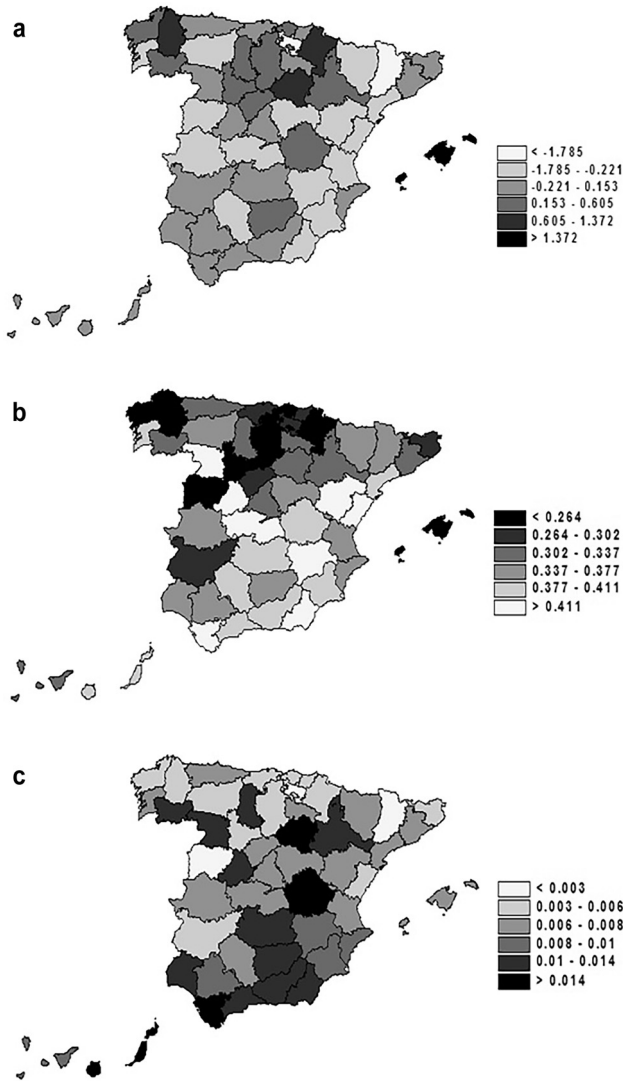 a
< -1.785
-1.785 - -0.221
-0.221 - 0.153
0.153 - 0.605
0.605 - 1.372
> 1.372
b
< 0.264
0.264 - 0.302
0.302 - 0.337
0.337 - 0.377
0.377 - 0.411
> 0.411
c
< 0.003
0.003 - 0.006
0.006 - 0.008
0.008 - 0.01
0.01 - 0.014
> 0.014